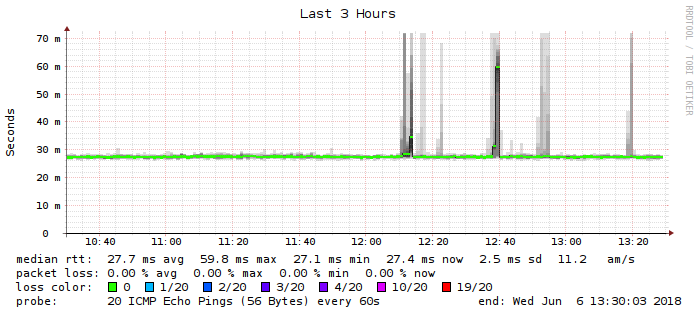 Last 3 Hours
RRDTOOL / TOBI OETIKER
Seconds
70 m
60 m
50 m
40 m
30 m
20 m
10 m
0
10:40 11:00 11:20 11:40 12:00 12:20 12:40 13:00 13:20
median rtt: 27.7 ms avg 59.8 ms max 27.1 ms min 27.4 ms now 2.5 ms sd 11.2 am/s
packet loss: 0.00 % avg 0.00 % max 0.00 % min 0.00 % now
loss color: 0 1/20 2/20 3/20 4/20 10/20 19/20
probe: 20 ICMP Echo Pings (56 Bytes) every 60s end: Wed Jun 6 13:30:03 2018